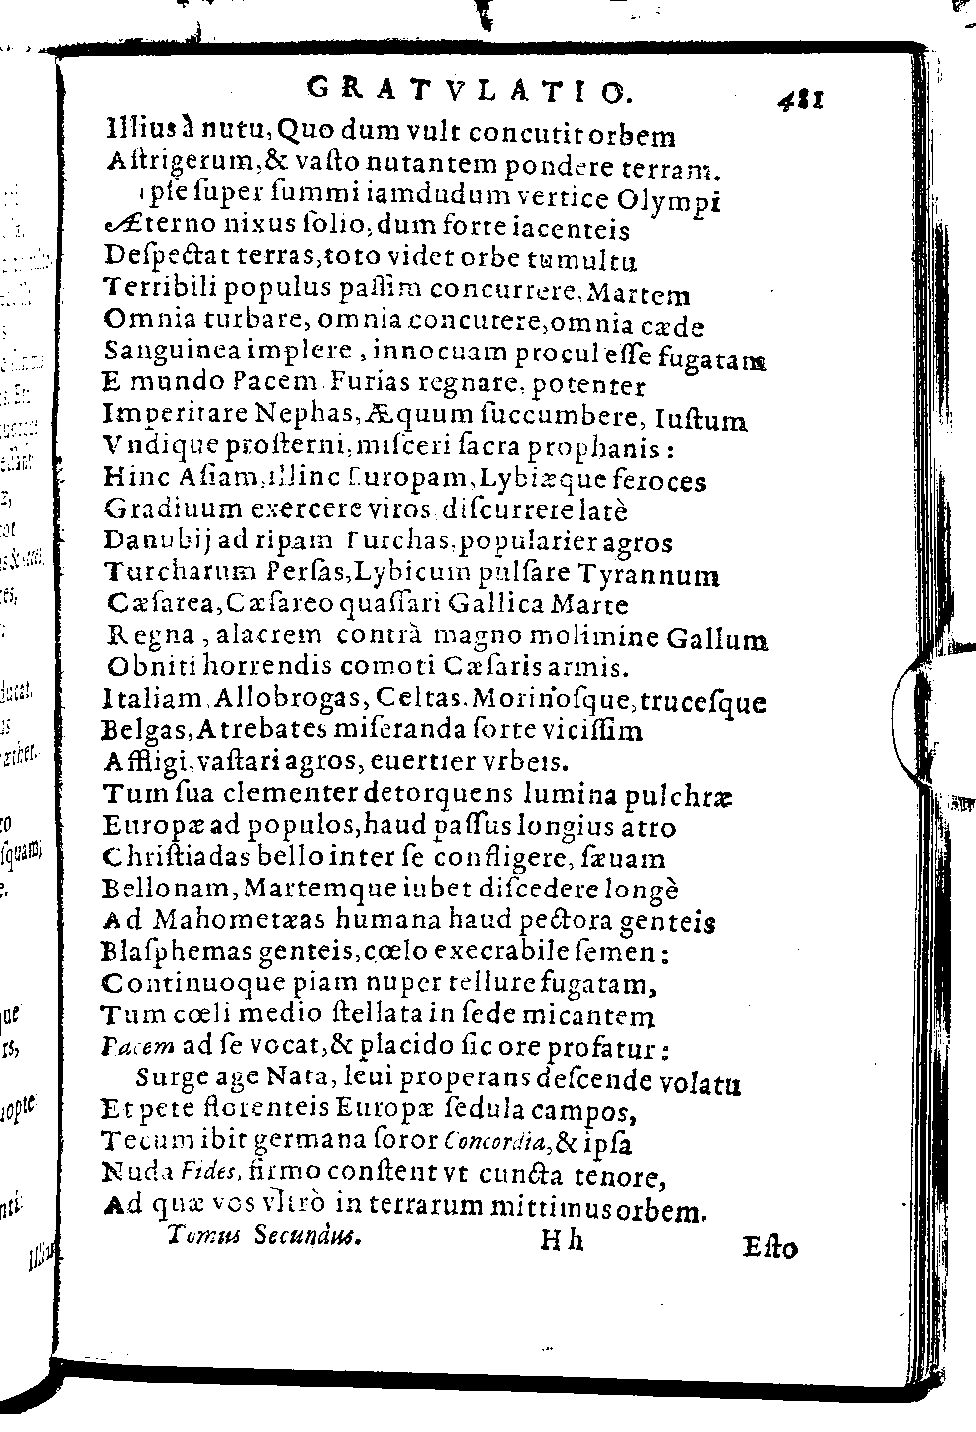 GRATVLATIO. 481
Illius à nutu, Quo dum vult concutit orbem
Aſtrigerum, & vaſto nutantem pondere terram.
ipſe ſuper ſummi iamdudum vertice Olympi
Æterno nixus ſolio, dum forte iacenteis
Deſpectat terras, toto videt orbe tumultu
Terribili populus paſſim concurrere, Martem
Omnia turbare, omnia concutere, omnia cæde
Sanguinea implere, innocuam procul eſſe fugatam
E mundo Pacem Furias regnare, potenter
Imperitare Nephas, Æquum ſuccumbere, Iuſtum
Vndique proſterni, miſceri ſacra prophanis:
Hinc Aſiam, illinc Europam, Lybiæque feroces
Gradiuum exercere viros diſcurrere latè
Danubij ad ripam Turchas, popularier agros
Turcharum Perſas, Lybicum pulſare Tyrannum
Cæſarea, Cæſareo quaſſari Gallica Marte
Regna, alacrem contrà magno molimine Gallum
Obniti horrendis comoti Cæſaris armis.
Italiam, Allobrogas, Celtas. Morinoſque, truceſque
Belgas, Atrebates miſeranda ſorte viciſſim
Affligi, vaſtari agros, euertier vrbeis.
Tum ſua clementer detorquens lumina pulchræ
Europæ ad populos, haud paſſus longius atro
Chriſtiadas bello inter ſe confligere, ſæuam
Bellonam, Martemque iubet diſcedere longè
Ad Mahometæas humana haud pectora genteis
Blaſphemas genteis, cœlo execrabile ſemen:
Continuoque piam nuper tellure fugatam,
Tum cœli medio ſtellata in ſede micantem
Pacem ad ſe vocat, & placido ſic ore profatur:
Surge age Nata, leui properans deſcende volatu
Et pete florenteis Europæ ſedula campos,
Tecum ibit germana ſoror Concordia, & ipſa
Nuda Fides, firmo conſtent vt cuncta tenore,
Ad quæ vos vltrò in terrarum mittimus orbem.
Tomus Secundus. Hh Eſto